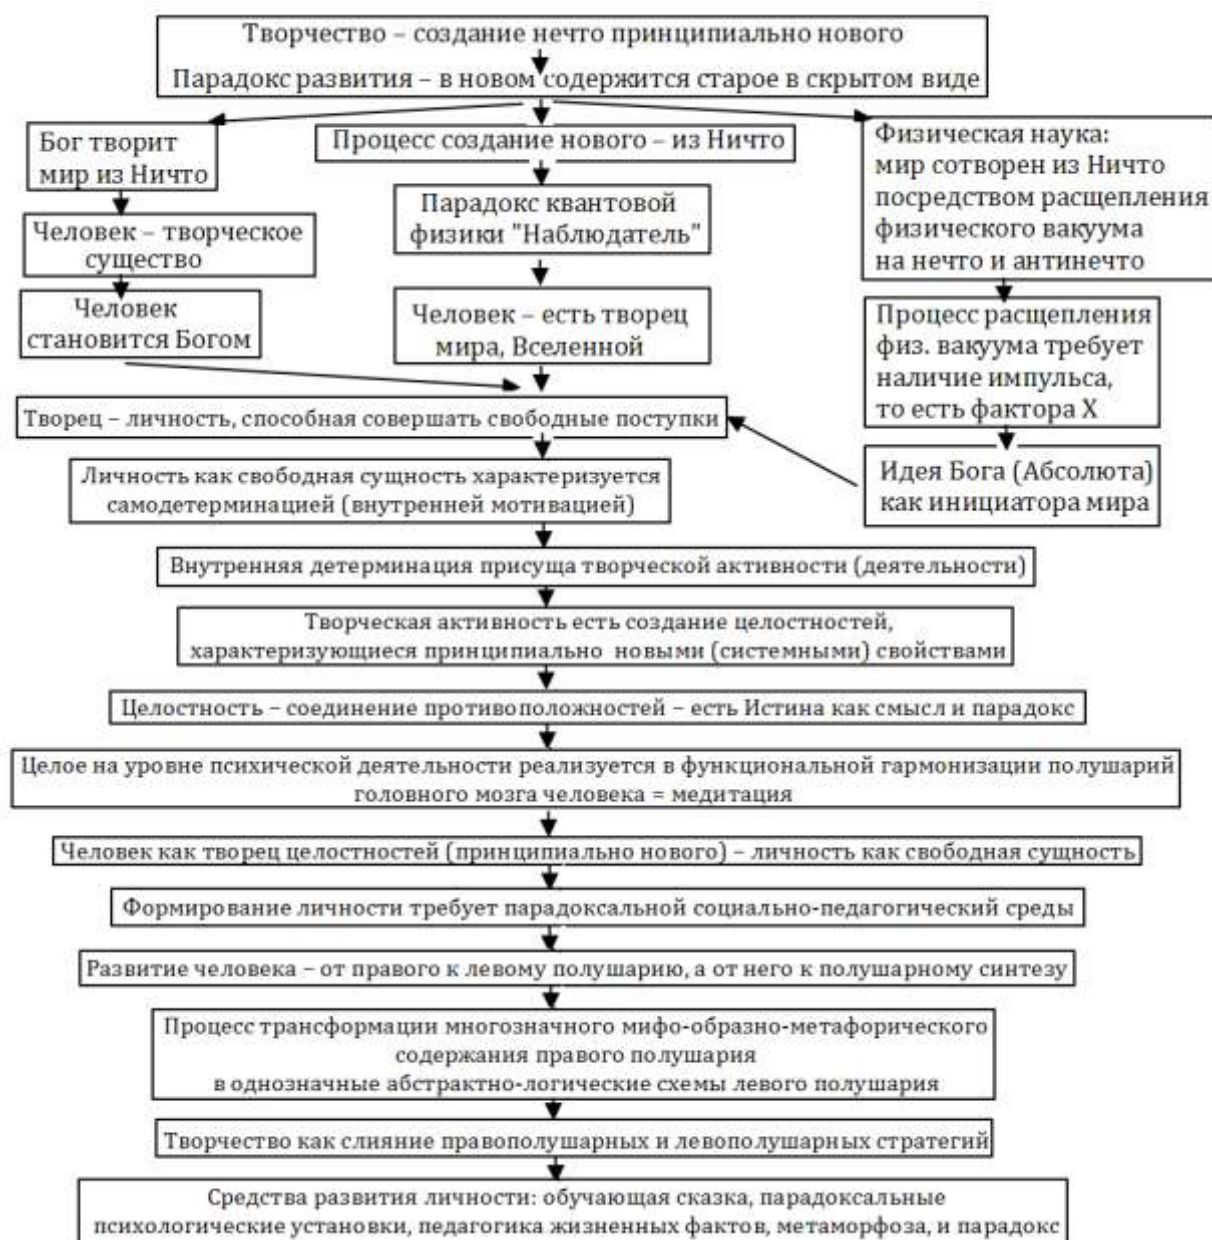 Творчество – создание нечто принципиально нового
Парадокс развития – в новом содержится старое в скрытом виде
Бог творит
мир из Ничто
Человек – творческое
существо
Человек
становится Богом
Процесс создание нового – из Ничто
Парадокс квантовой
физики "Наблюдатель"
Человек – есть творец
мира, Вселенной
Физическая наука:
мир сотворен из Ничто
посредством расщепления
физического вакуума
на нечто и антинечто
Процесс расщепления
физ. вакуума требует
наличие импульса,
то есть фактора X
Идея Бога (Абсолюта)
как инициатора мира
Творец – личность, способная совершать свободные поступки
Личность как свободная сущность характеризуется
самодетерминацией (внутренней мотивацией)
Внутренняя детерминация присуща творческой активности (деятельности)
Творческая активность есть создание целостностей,
характеризующиеся принципиально новыми (системными) свойствами
Целостность – соединение противоположностей – есть Истина как смысл и парадокс
Целое на уровне психической деятельности реализуется в функциональной гармонизации полушарий
головного мозга человека = медитация
Человек как творец целостностей (принципиально нового) – личность как свободная сущность
Формирование личности требует парадоксальной социально-педагогический среды
Развитие человека – от правого к левому полушарию, а от него к полушарному синтезу
Процесс трансформации многозначного мифо-образно-метафорического
содержания правого полушария
в однозначные абстрактно-логические схемы левого полушария
Творчество как слияние правополушарных и левополушарных стратегий
Средства развития личности: обучающая сказка, парадоксальные
психологические установки, педагогика жизненных фактов, метаморфоза, и парадокс